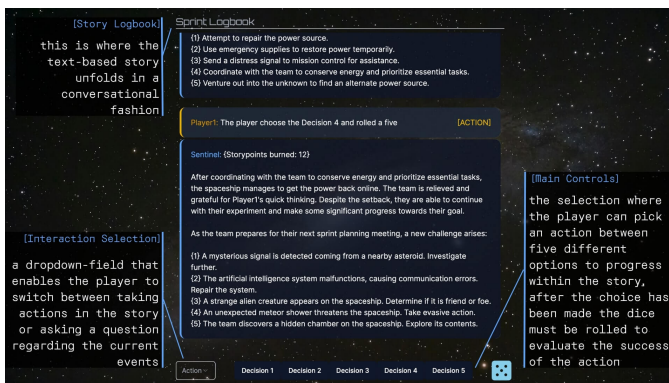 [Story Logbook]
this is where the
text-based story
unfolds in a
conversational
fashion
Sprint Logbook
{1} Attempt to repair the power source.
{2} Use emergency supplies to restore power temporarily.
{3} Send a distress signal to mission control for assistance.
{4} Coordinate with the team to conserve energy and prioritize essential tasks.
{5} Venture out into the unknown to find an alternate power source.
Player1: The player choose the Decision 4 and rolled a five [ACTION]
Sentinel: {Storypoints burned: 12}
After coordinating with the team to conserve energy and prioritize essential tasks,
the spaceship manages to get the power back online. The team is relieved and
grateful for Player1's quick thinking. Despite the setback, they are able to continue
with their experiment and make some significant progress towards their goal.
As the team prepares for their next sprint planning meeting, a new challenge arises:
{1} A mysterious signal is detected coming from a nearby asteroid. Investigate
further.
{2} The artificial intelligence system malfunctions, causing communication errors.
Repair the system.
{3} A strange alien creature appears on the spaceship. Determine if it is friend or foe.
{4} An unexpected meteor shower threatens the spaceship. Take evasive action.
{5} The team discovers a hidden chamber on the spaceship. Explore its contents.
[Interaction Selection]
a dropdown-field that
enables the player to
switch between taking
actions in the story
or asking a question
regarding the current
events
[Main Controls]
the selection where
the player can pick
an action between
five different
options to progress
within the story,
after the choice has
been made the dice
must be rolled to
evaluate the success
of the action
Action
Decision 1 Decision 2 Decision 3 Decision 4 Decision 5